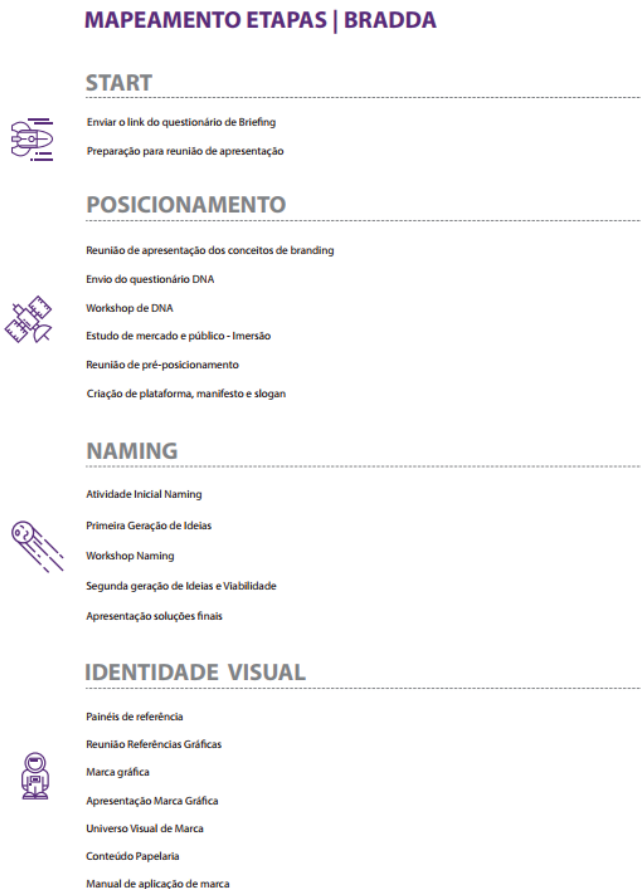 MAPEAMENTO ETAPAS | BRADDA
START
Enviar o link do questionário de Briefing
Preparação para reunião de apresentação
POSICIONAMENTO
Reunião de apresentação dos conceitos de branding
Envio do questionário DNA
Workshop de DNA
Estudo de mercado e público - Imersão
Reunião de pré-posicionamento
Criação de plataforma, manifesto e slogan
NAMING
Atividade Inicial Naming
Primeira Geração de Ideias
Workshop Naming
Segunda geração de Ideias e Viabilidade
Apresentação soluções finais
IDENTIDADE VISUAL
Painéis de referência
Reunião Referências Gráficas
Marca gráfica
Apresentação Marca Gráfica
Universo Visual de Marca
Conteúdo Papelaria
Manual de aplicação de marca